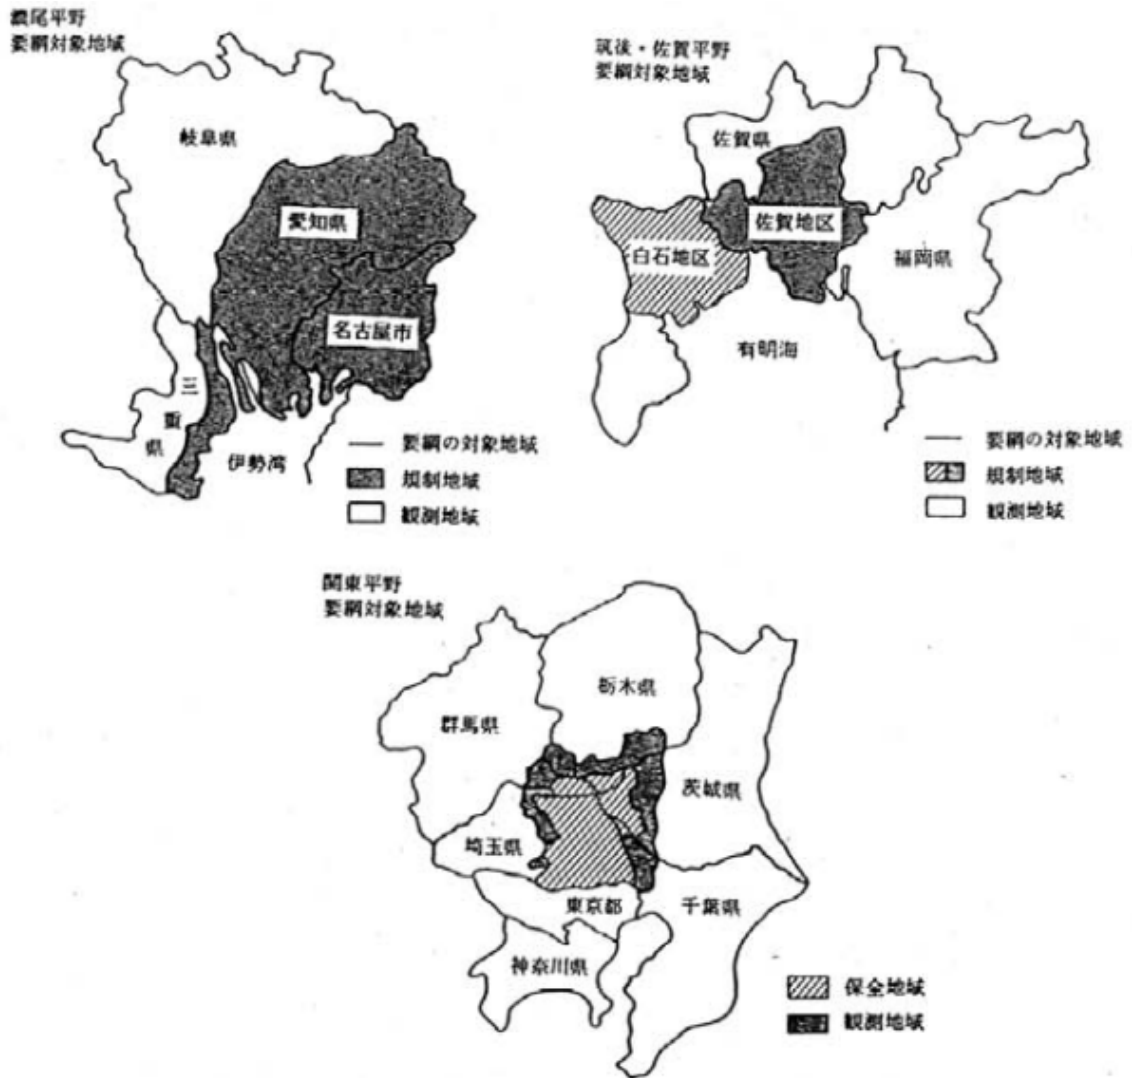 濃尾平野
要綱対象地域
岐阜県
愛知県
名古屋市
三重県
伊勢湾
要綱の対象地域
規制地域
観測地域
筑後・佐賀平野
要綱対象地域
佐賀県
佐賀地区
白石地区
福岡県
有明海
要綱の対象地域
規制地域
観測地域
関東平野
要綱対象地域
栃木県
群馬県
茨城県
埼玉県
東京都
千葉県
神奈川県
保全地域
観測地域